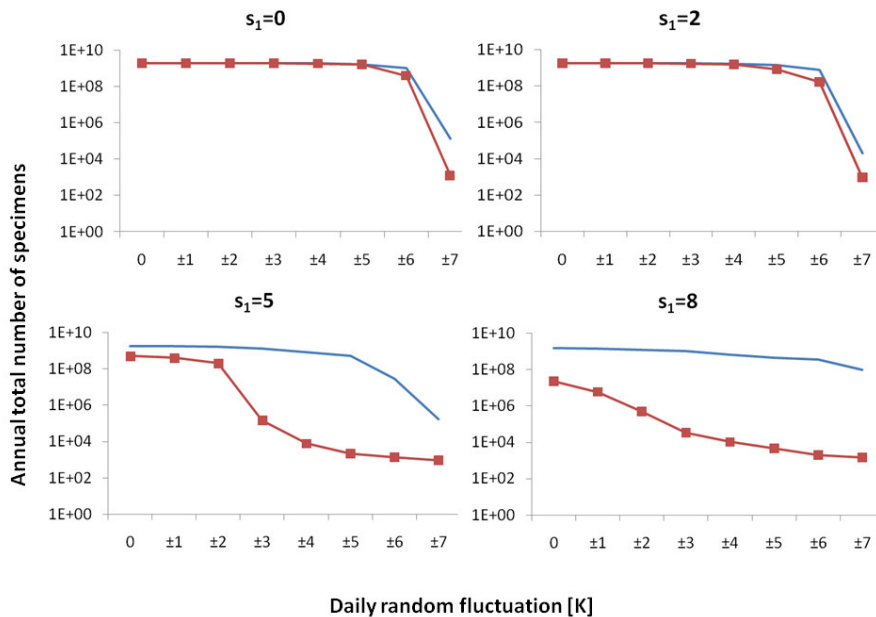 s₁=0
1E+10
1E+08
1E+06
1E+04
1E+02
1E+00
0 ±1 ±2 ±3 ±4 ±5 ±6 ±7
s₁=2
1E+10
1E+08
1E+06
1E+04
1E+02
1E+00
0 ±1 ±2 ±3 ±4 ±5 ±6 ±7
s₁=5
1E+10
1E+08
1E+06
1E+04
1E+02
1E+00
0 ±1 ±2 ±3 ±4 ±5 ±6 ±7
s₁=8
1E+10
1E+08
1E+06
1E+04
1E+02
1E+00
0 ±1 ±2 ±3 ±4 ±5 ±6 ±7
Annual total number of specimens
Daily random fluctuation [K]